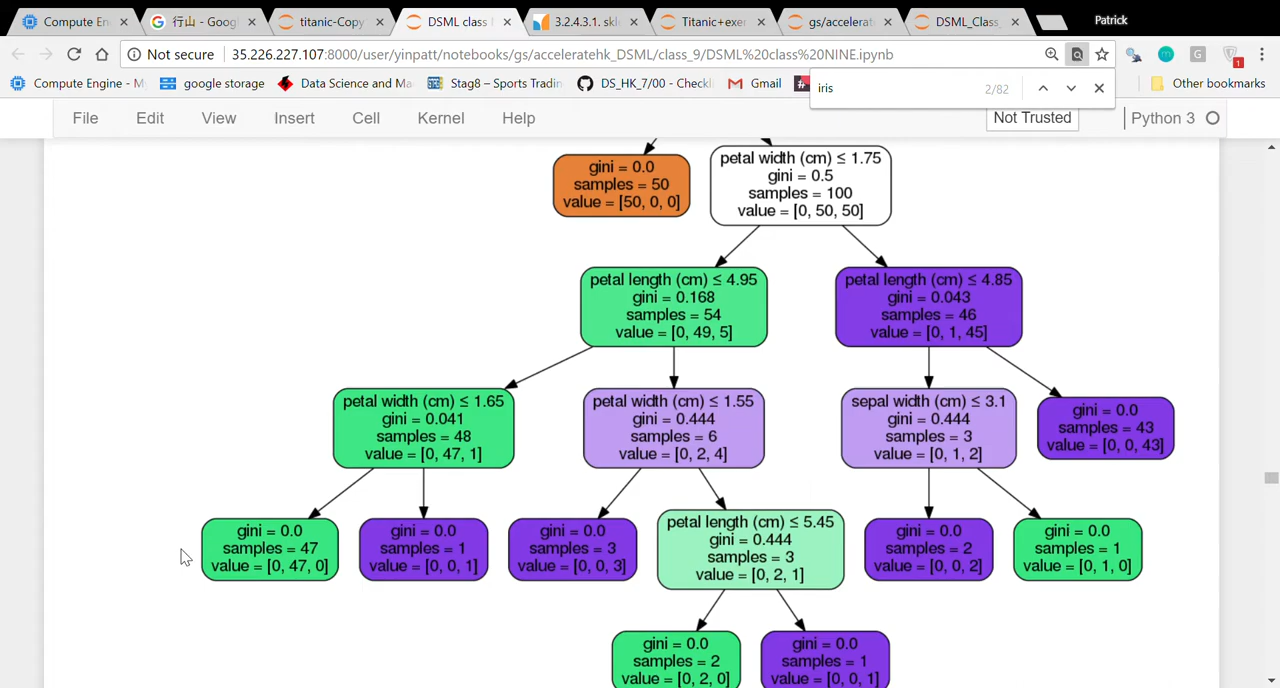 Compute En
行山 - Goog
titanic-Copy
DSML class
3.2.4.3.1. skl
Titanic+exer
gs/accelerat
DSML_Class_
Patrick
Not secure
35.226.227.107:8000/user/yinpatt/notebooks/gs/acceleratehk_DSML/class_9/DSML%20class%20NINE.ipynb
G
1
Compute Engine - My
google storage
Data Science and Ma
Stag8 – Sports Tradin
DS_HK_7/00 - Checkl
Gmail
iris
2/82
Other bookmarks
File
Edit
View
Insert
Cell
Kernel
Help
Not Trusted
Python 3
gini = 0.0
samples = 50
value = [50, 0, 0]
petal width (cm) ≤ 1.75
gini = 0.5
samples = 100
value = [0, 50, 50]
petal length (cm) ≤ 4.95
gini = 0.168
samples = 54
value = [0, 49, 5]
petal length (cm) ≤ 4.85
gini = 0.043
samples = 46
value = [0, 1, 45]
petal width (cm) ≤ 1.65
gini = 0.041
samples = 48
value = [0, 47, 1]
petal width (cm) ≤ 1.55
gini = 0.444
samples = 6
value = [0, 2, 4]
sepal width (cm) ≤ 3.1
gini = 0.444
samples = 3
value = [0, 1, 2]
gini = 0.0
samples = 43
value = [0, 0, 43]
gini = 0.0
samples = 47
value = [0, 47, 0]
gini = 0.0
samples = 1
value = [0, 0, 1]
gini = 0.0
samples = 3
value = [0, 0, 3]
petal length (cm) ≤ 5.45
gini = 0.444
samples = 3
value = [0, 2, 1]
gini = 0.0
samples = 2
value = [0, 0, 2]
gini = 0.0
samples = 1
value = [0, 1, 0]
gini = 0.0
samples = 2
value = [0, 2, 0]
gini = 0.0
samples = 1
value = [0, 0, 1]